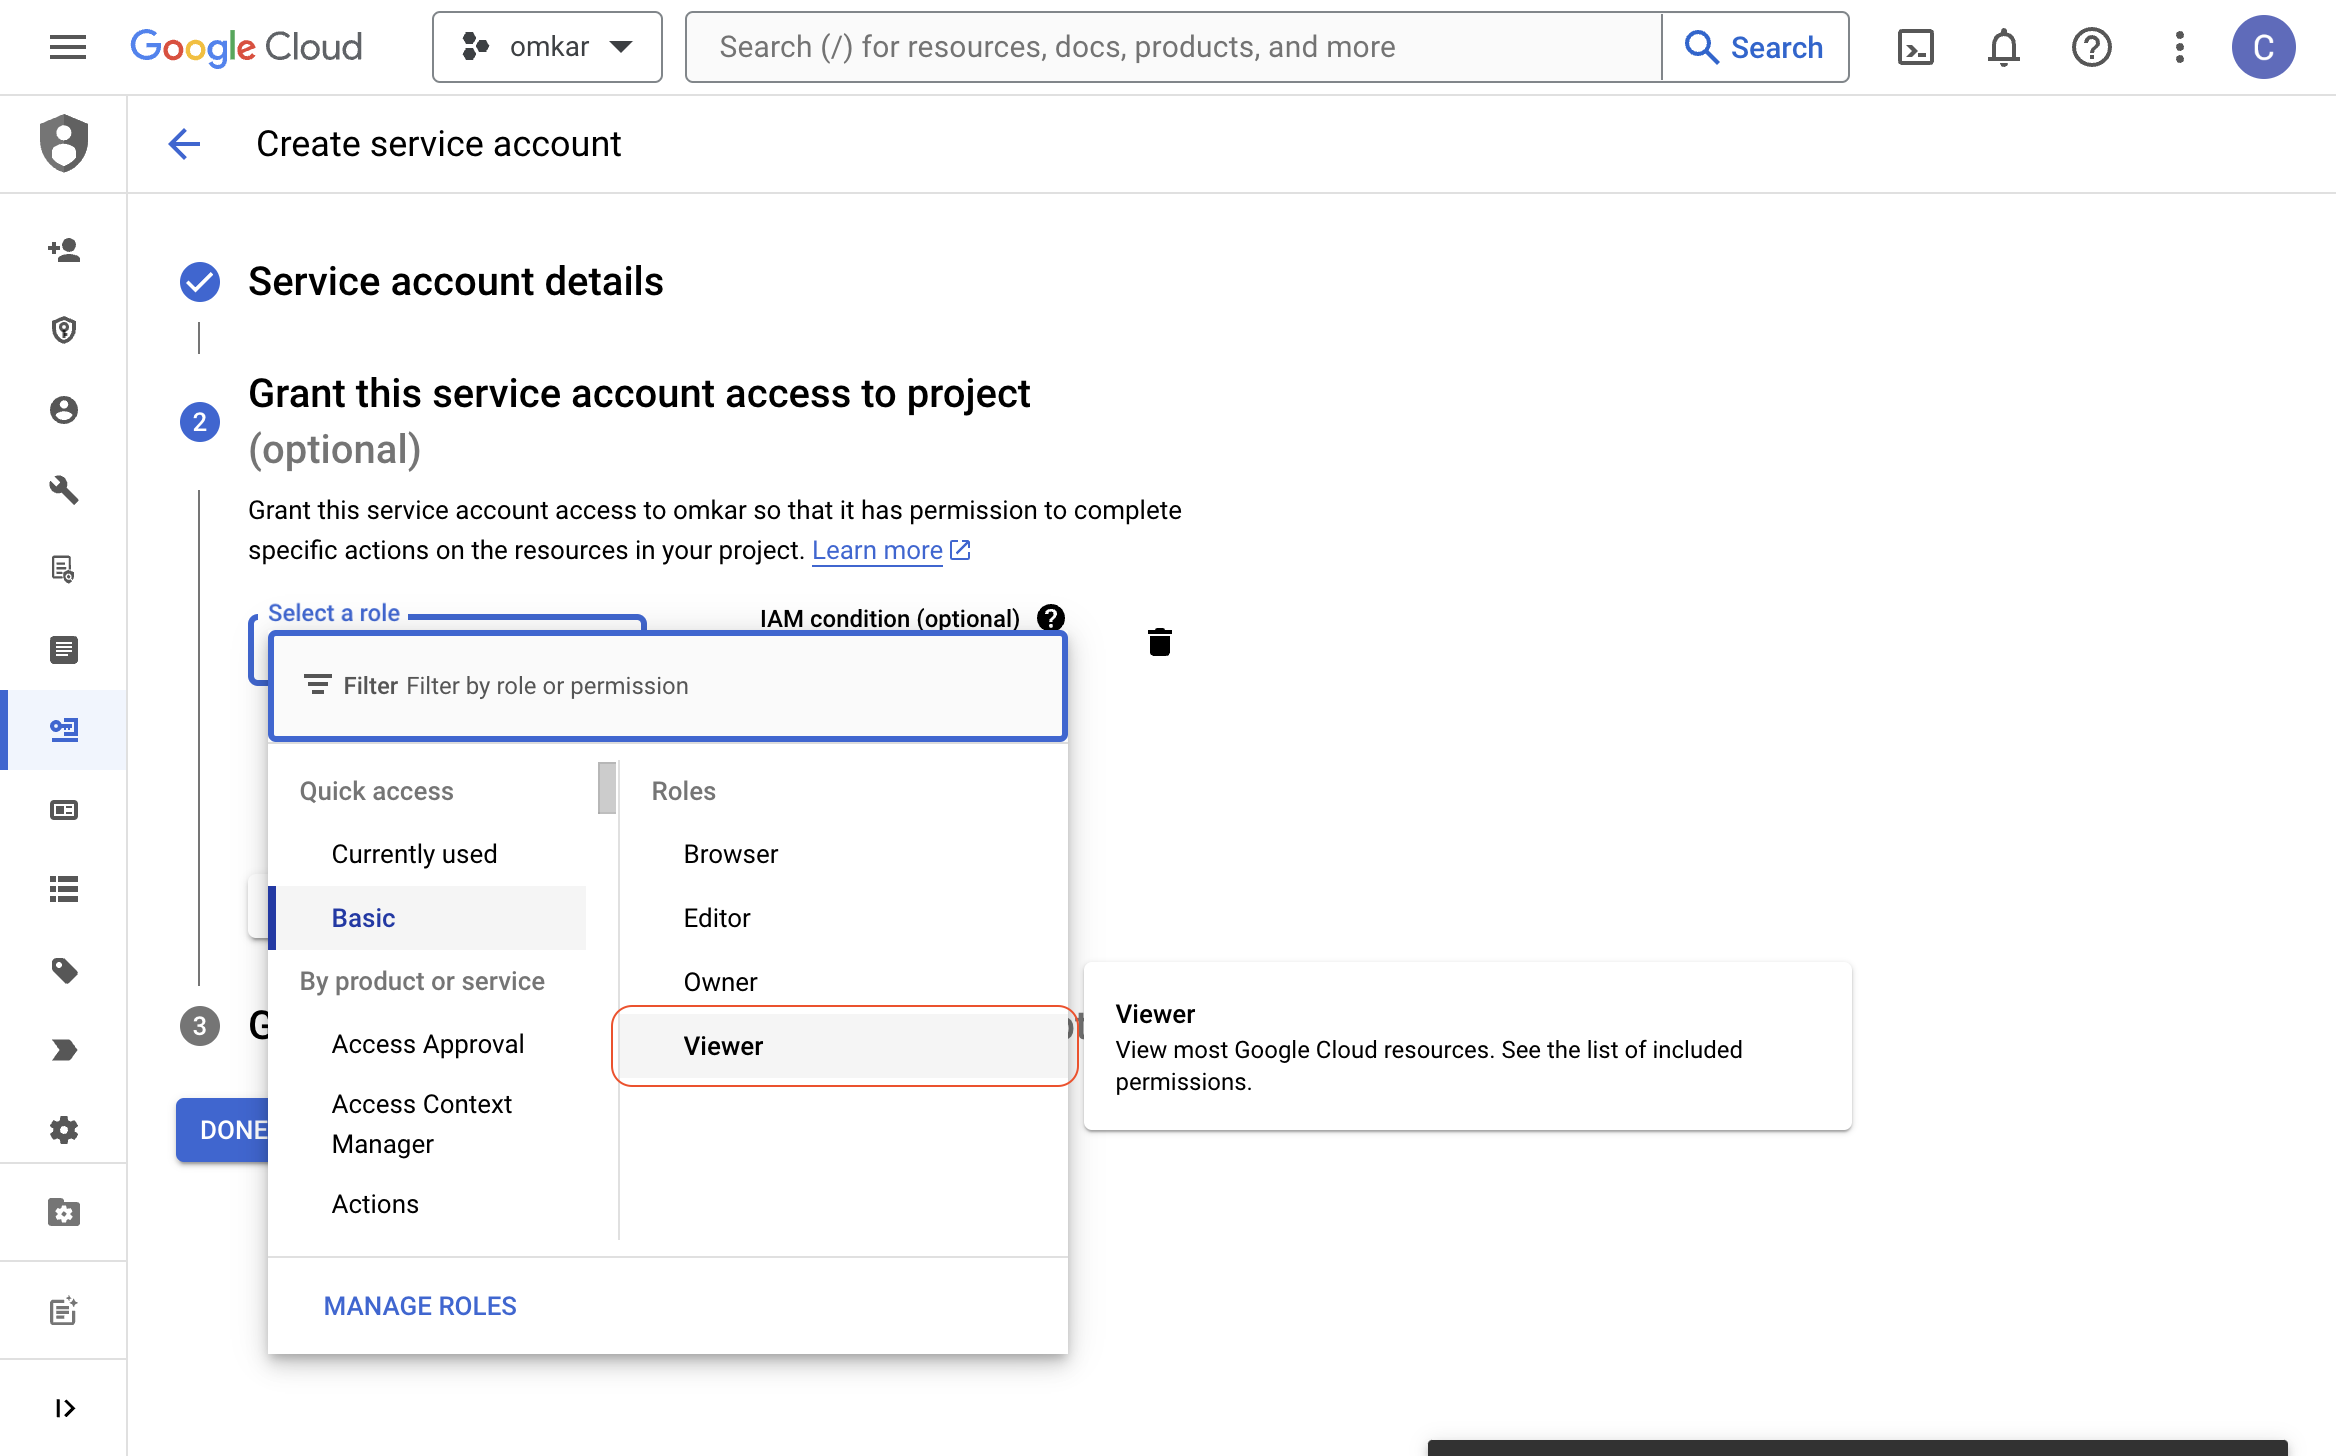 Google Cloud
omkar
Search (/) for resources, docs, products, and more
Search
C
Create service account
Service account details
2
Grant this service account access to project
(optional)
Grant this service account access to omkar so that it has permission to complete
specific actions on the resources in your project. Learn more
Select a role
IAM condition (optional)
Filter Filter by role or permission
Quick access
Currently used
Basic
By product or service
Access Approval
Access Context
Manager
Actions
Roles
Browser
Editor
Owner
Viewer
MANAGE ROLES
Viewer
View most Google Cloud resources. See the list of included
permissions.
3
DONE